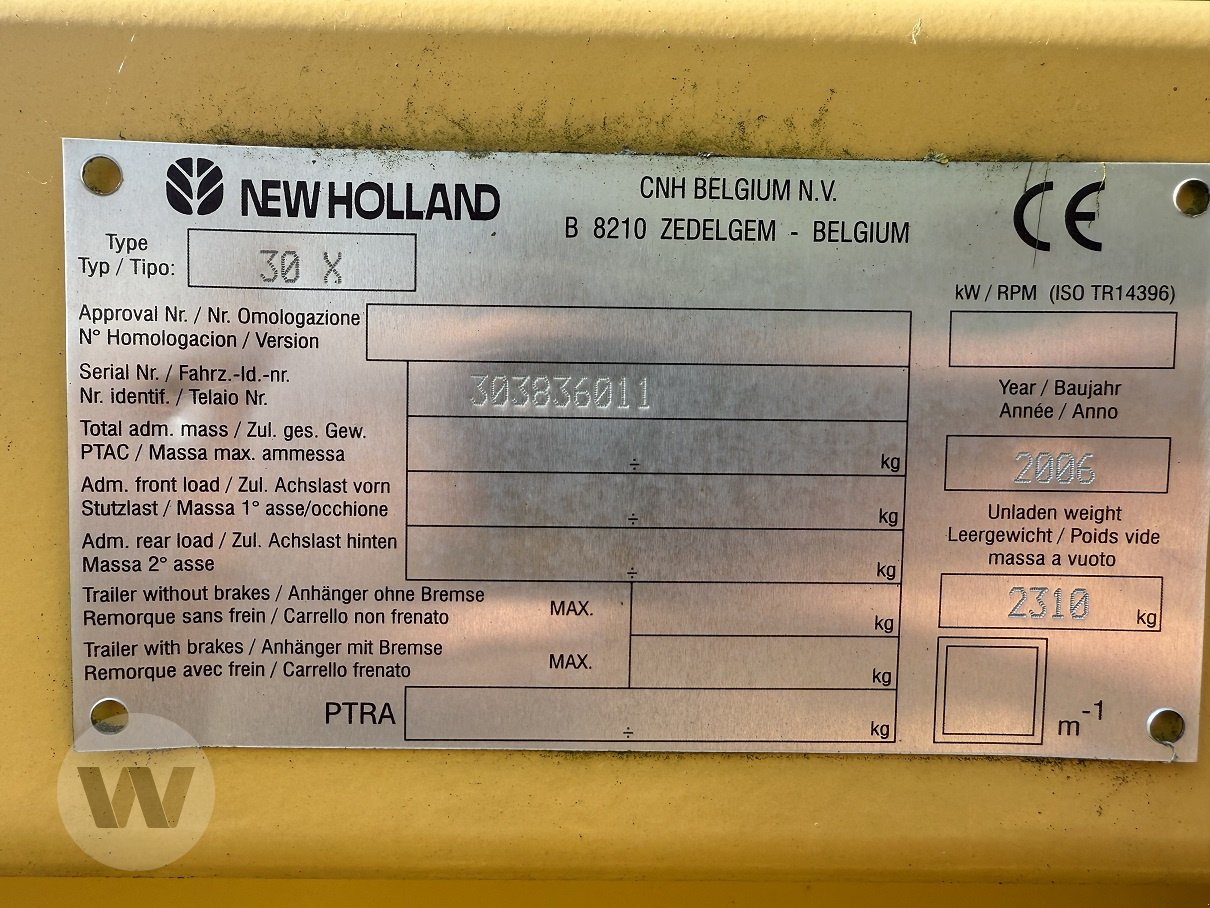 NEW HOLLAND
CNH BELGIUM N.V.
B 8210 ZEDELGEM - BELGIUM
CE
Type
Typ / Tipo:
30 X
kW / RPM (ISO TR14396)
Approval Nr. / Nr. Omologazione
N° Homologacion / Version
Serial Nr. / Fahrz.-Id.-nr.
Nr. identif. / Telaio Nr.
303836011
Year / Baujahr
Année / Anno
2006
Total adm. mass / Zul. ges. Gew.
PTAC / Massa max. ammessa
÷ kg
Adm. front load / Zul. Achslast vorn
Stutzlast / Massa 1° asse/occhione
÷ kg
Unladen weight
Leergewicht / Poids vide
massa a vuoto
2310 kg
Adm. rear load / Zul. Achslast hinten
Massa 2° asse
÷ kg
Trailer without brakes / Anhänger ohne Bremse
Remorque sans frein / Carrello non frenato
MAX. kg
Trailer with brakes / Anhänger mit Bremse
Remorque avec frein / Carrello frenato
MAX. kg
PTRA ÷ kg
m-1
W